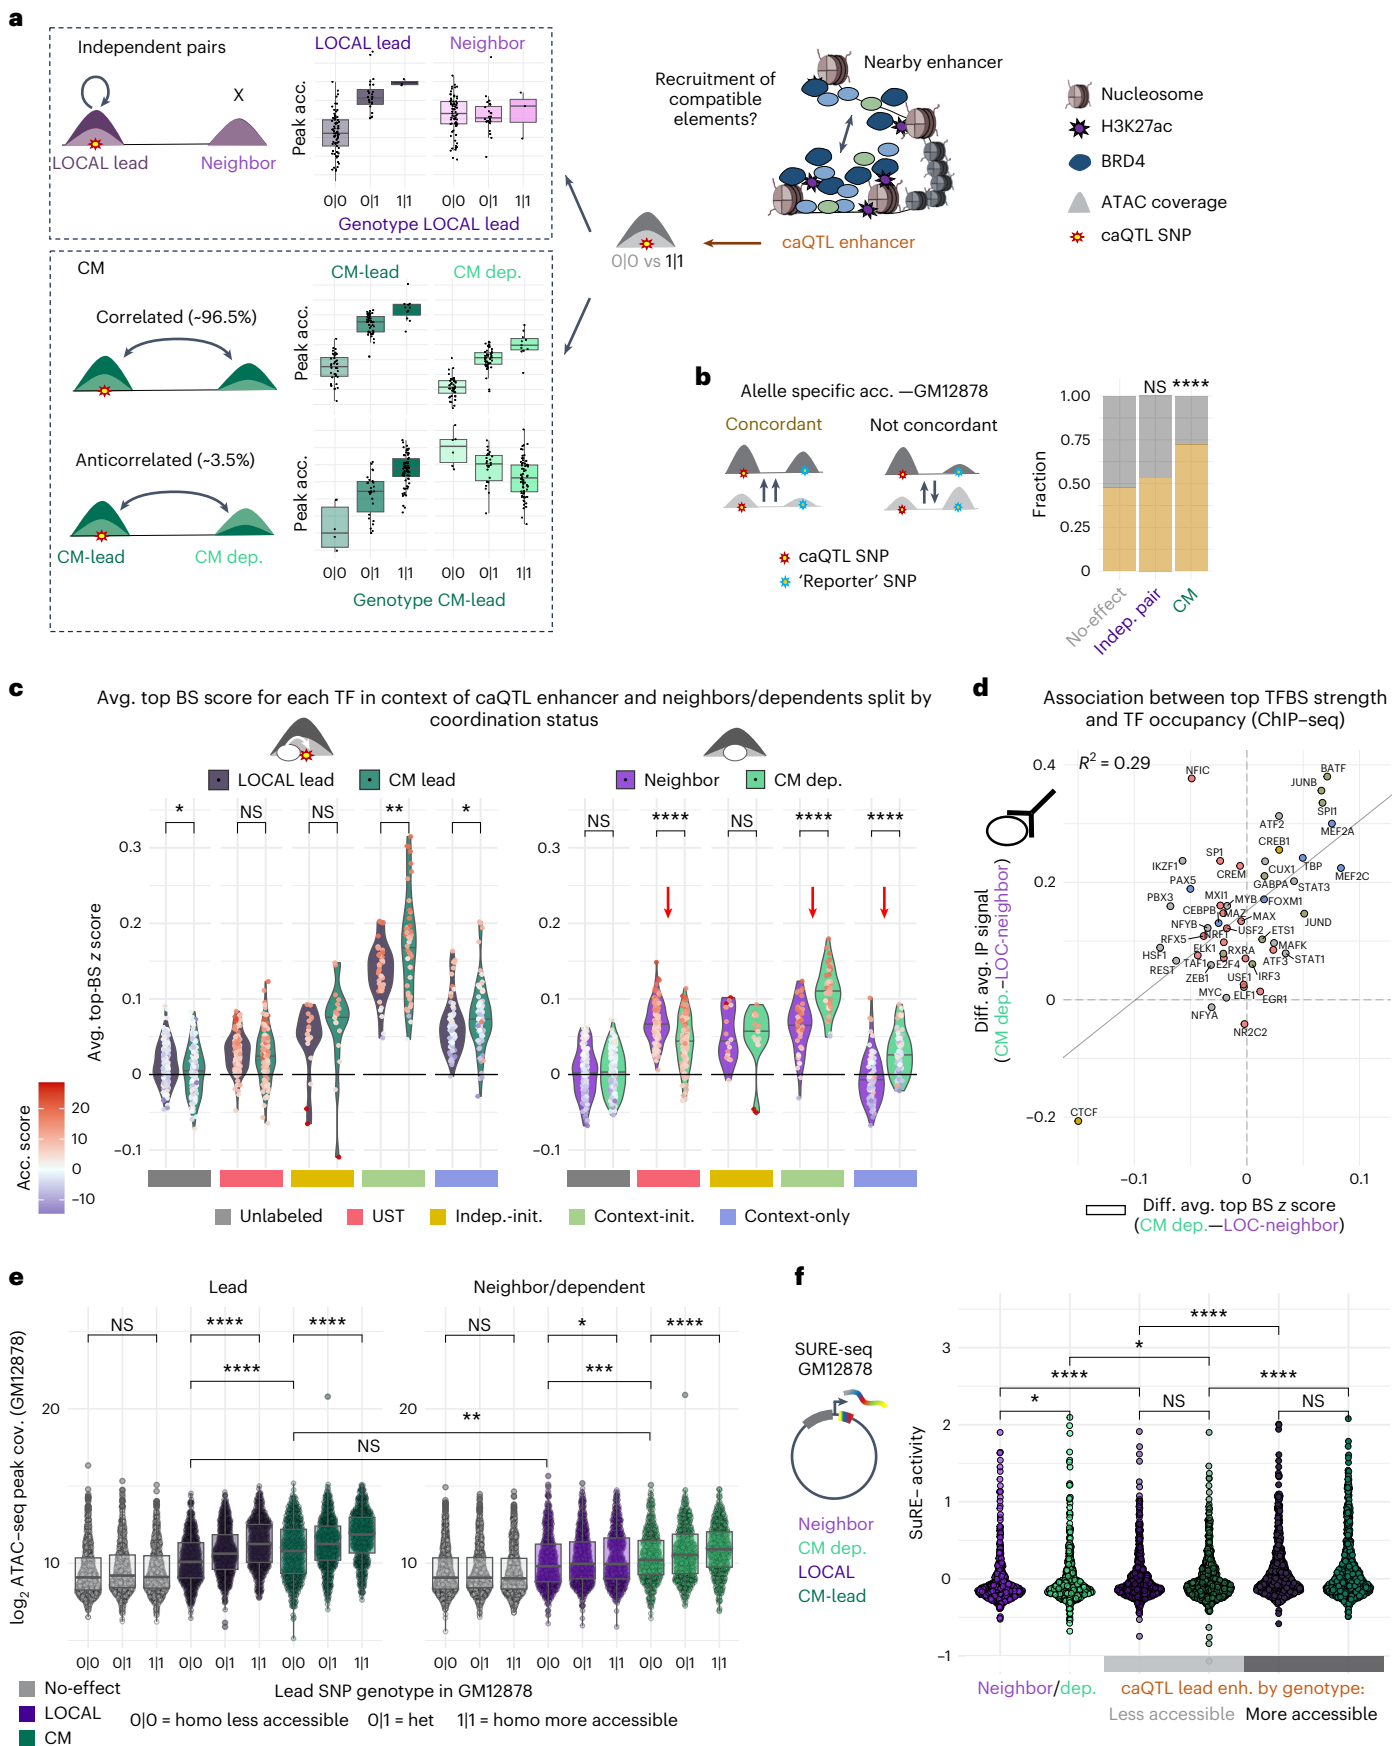 a
Independent pairs
LOCAL lead
Neighbor
X
LOCAL lead
Neighbor
Peak acc.
0|0 0|1 1|1 0|0 0|1 1|1
Genotype LOCAL lead
Recruitment of
compatible
elements?
Nearby enhancer
caQTL enhancer
0|0 vs 1|1
Nucleosome
H3K27ac
BRD4
ATAC coverage
caQTL SNP
CM
CM-lead
CM dep.
Correlated (~96.5%)
Peak acc.
Anticorrelated (~3.5%)
Peak acc.
CM-lead
CM dep.
0|0 0|1 1|1 0|0 0|1 1|1
Genotype CM-lead
b
Alelle specific acc. —GM12878
Concordant
Not concordant
caQTL SNP
'Reporter' SNP
NS ****
1.00
0.75
0.50
0.25
0
Fraction
No-effect
Indep. pair
CM
c
Avg. top BS score for each TF in context of caQTL enhancer and neighbors/dependents split by
coordination status
LOCAL lead
CM lead
Neighbor
CM dep.
* NS NS ** *
NS **** NS **** ****
Avg. top-BS z score
0.3
0.2
0.1
0
−0.1
0.3
0.2
0.1
0
−0.1
Acc. score
20
10
0
−10
Unlabeled
UST
Indep.-init.
Context-init.
Context-only
d
Association between top TFBS strength
and TF occupancy (ChIP–seq)
R² = 0.29
0.4
0.2
0
−0.2
Diff. avg. IP signal
(CM dep.–LOC-neighbor)
NFIC
BATF
JUNB
SPI1
ATF2
MEF2A
CREB1
SP1
IKZF1
CREM
CUX1
TBP
MEF2C
PAX5
GABPA
STAT3
PBX3
MXI1
MYB
FOXM1
CEBPB
MAZ
MAX
JUND
NFYB
NRF1
USF2
ETS1
RFX5
ELK1
RXRA
MAFK
HSF1
TAF1
E2F4
ATF3
STAT1
REST
ZEB1
USF1
IRF3
MYC
ELF1
EGR1
NFYA
NR2C2
CTCF
−0.1
0
0.1
Diff. avg. top BS z score
(CM dep.—LOC-neighbor)
e
Lead
Neighbor/dependent
NS **** ****
NS * ****
****
***
**
NS
log2 ATAC–seq peak cov. (GM12878)
20
10
20
10
0|0 0|1 1|1 0|0 0|1 1|1 0|0 0|1 1|1
0|0 0|1 1|1 0|0 0|1 1|1 0|0 0|1 1|1
Lead SNP genotype in GM12878
No-effect
LOCAL
CM
0|0 = homo less accessible 0|1 = het 1|1 = homo more accessible
f
SURE-seq
GM12878
Neighbor
CM dep.
LOCAL
CM-lead
****
*
**** ****
* NS NS
SuRE– activity
3
2
1
0
−1
Neighbor/dep.
caQTL lead enh. by genotype:
Less accessible More accessible